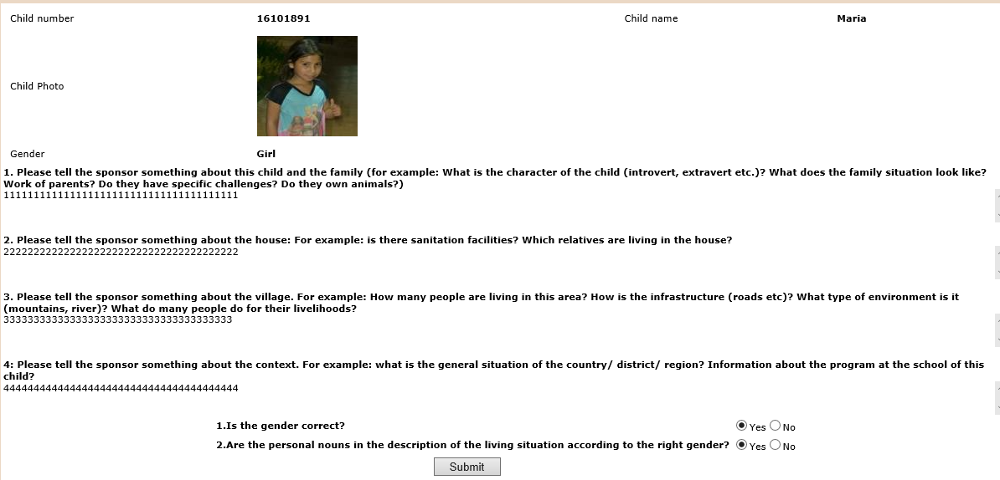 Child number 16101891 Child name Maria
Child Photo
Gender Girl
1. Please tell the sponsor something about this child and the family (for example: What is the character of the child (introvert, extravert etc.)? What does the family situation look like?
Work of parents? Do they have specific challenges? Do they own animals?)
111111111111111111111111111111111111111
2. Please tell the sponsor something about the house: For example: is there sanitation facilities? Which relatives are living in the house?
222222222222222222222222222222222222222
3. Please tell the sponsor something about the village. For example: How many people are living in this area? How is the infrastructure (roads etc)? What type of environment is it
(mountains, river)? What do many people do for their livelihoods?
33333333333333333333333333333333333333
4: Please tell the sponsor something about the context. For example: what is the general situation of the country/ district/ region? Information about the program at the school of this
child?
444444444444444444444444444444444444444
1.Is the gender correct? Yes No
2.Are the personal nouns in the description of the living situation according to the right gender? Yes No
Submit